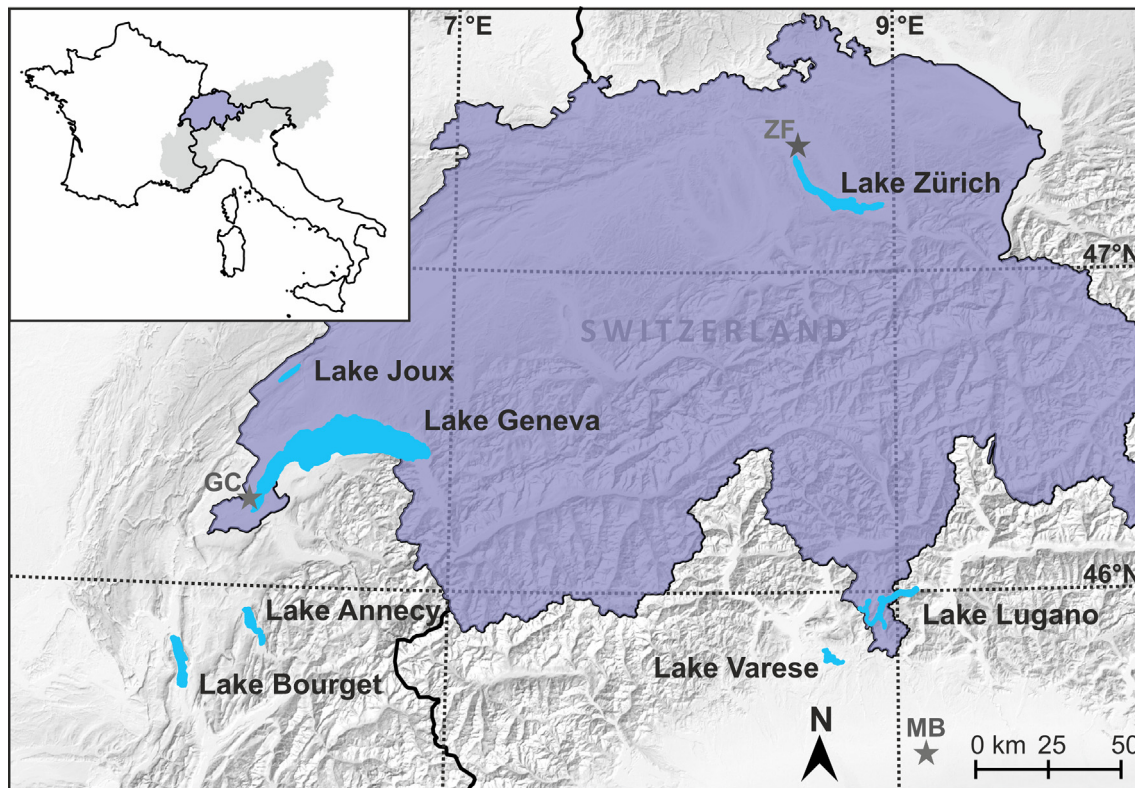 7°E
9°E
ZF
Lake Zürich
47°N
SWITZERLAND
Lake Joux
Lake Geneva
GC
46°N
Lake Annecy
Lake Lugano
Lake Varese
Lake Bourget
N
MB
0 km 25 50